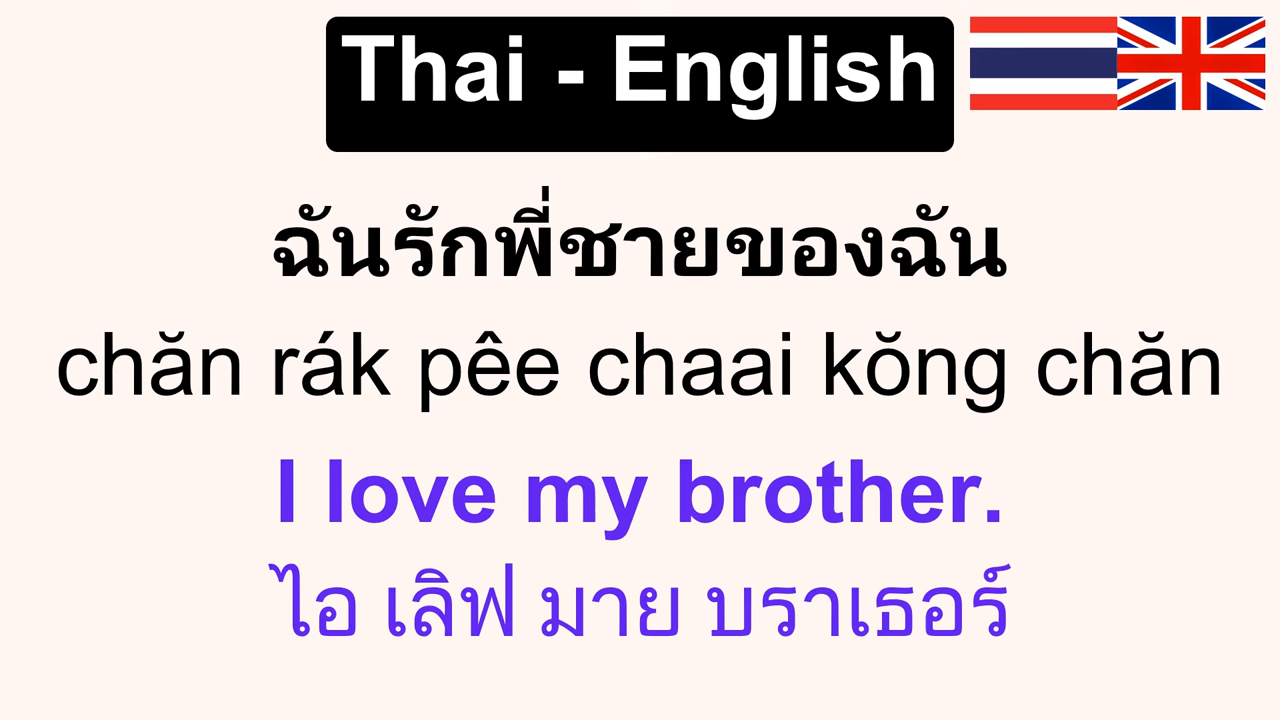 Thai - English
ฉันรักพี่ชายของฉัน
chăn rák pêe chaai kŏng chăn
I love my brother.
ไอ เลิฟ มาย บราเธอร์